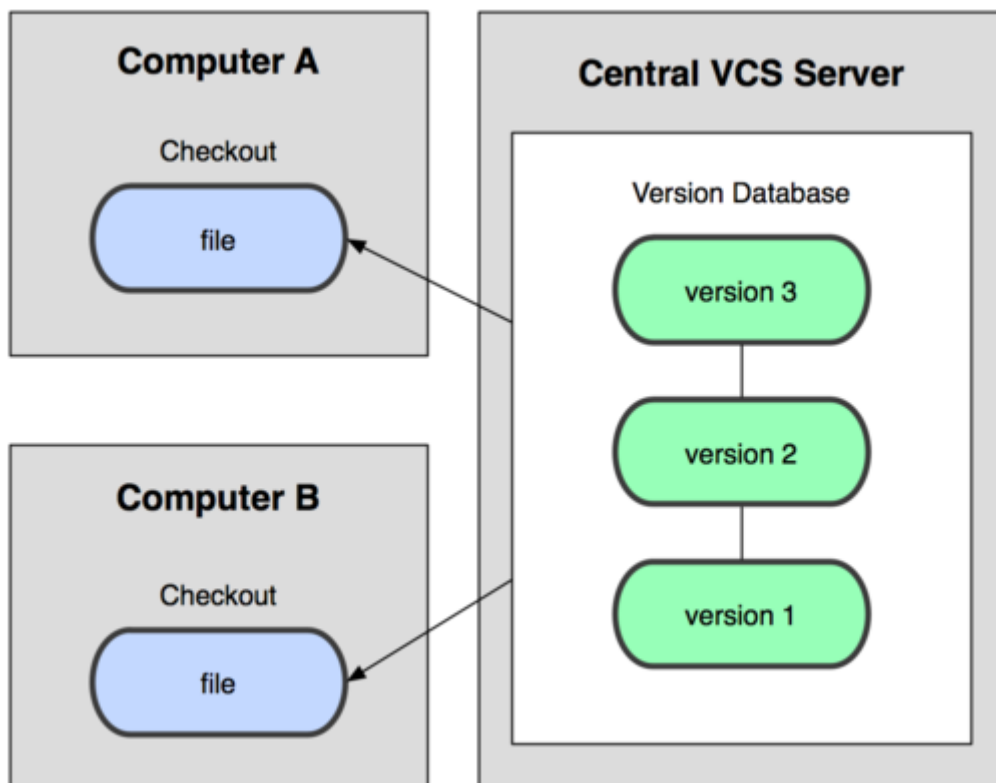 Computer A
Checkout
file
Computer B
Checkout
file
Central VCS Server
Version Database
version 3
version 2
version 1